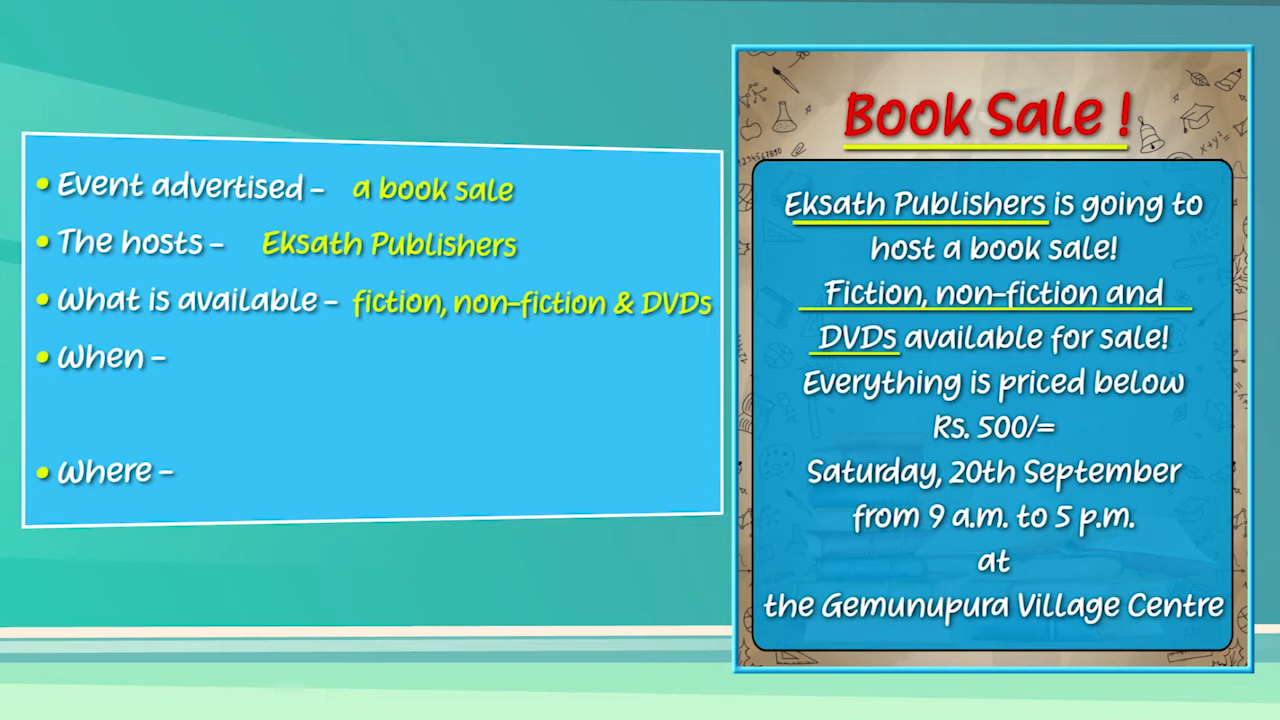 • Event advertised – a book sale
• The hosts – Eksath Publishers
• What is available – fiction, non-fiction & DVDs
• When –
• Where –
Book Sale !
Eksath Publishers is going to
host a book sale!
Fiction, non-fiction and
DVDs available for sale!
Everything is priced below
Rs. 500/=
Saturday, 20th September
from 9 a.m. to 5 p.m.
at
the Gemunupura Village Centre